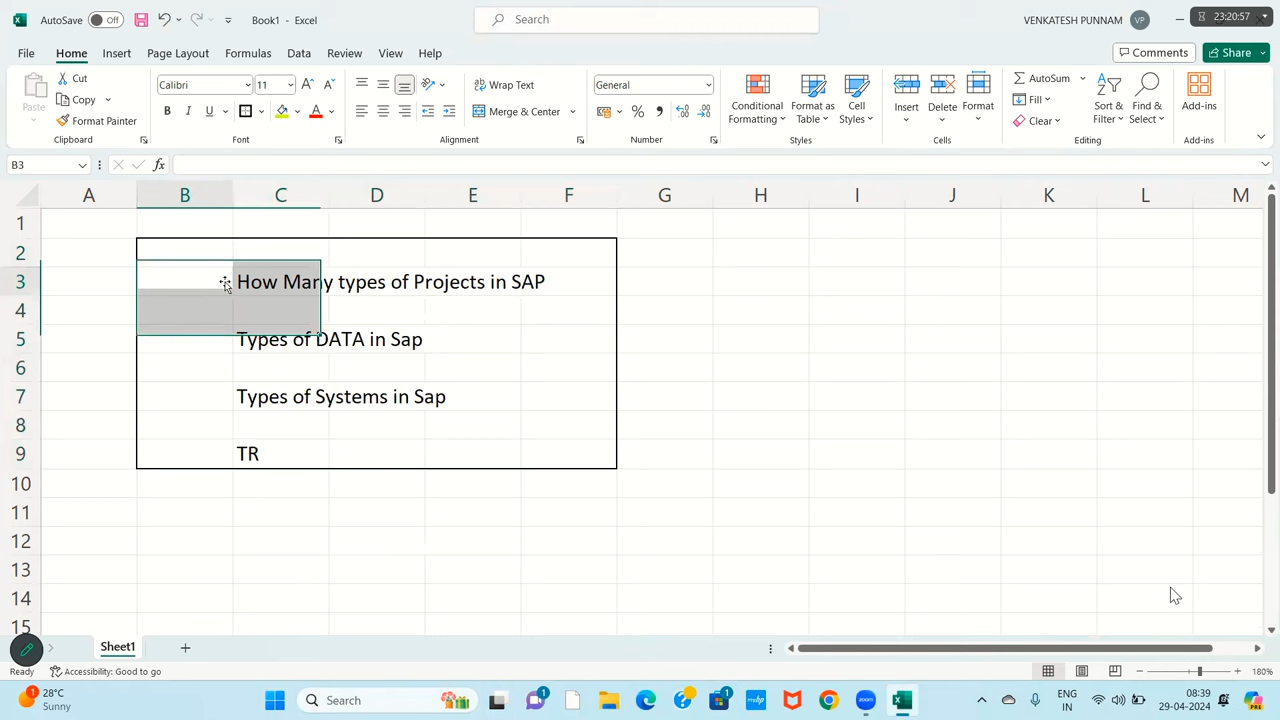 AutoSave Off Book1 - Excel Search VENKATESH PUNNAM VP 23:20:57
File Home Insert Page Layout Formulas Data Review View Help Comments Share
Paste Cut Copy Format Painter Clipboard
Calibri 11 B I U Font
Wrap Text Merge & Center Alignment
General % Number
Conditional Formatting Format as Table Cell Styles Styles
Insert Delete Format Cells
AutoSum Fill Clear Sort & Filter Find & Select Editing
Add-ins Add-ins
B3 fx
A B C D E F G H I J K L M
1
2
3 How Many types of Projects in SAP
4
5 Types of DATA in Sap
6
7 Types of Systems in Sap
8
9 TR
10
11
12
13
14
15
Sheet1
Ready Accessibility: Good to go 180%
28°C
Sunny
1 Search 1 1 zoom myhp ENG IN 08:39 29-04-2024